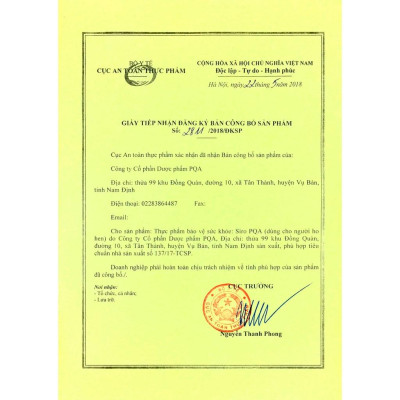 BỘ Y TẾ
CỤC AN TOÀN THỰC PHẨM
CỘNG HÒA XÃ HỘI CHỦ NGHĨA VIỆT NAM
Độc lập - Tự do - Hạnh phúc
Hà Nội, ngày tháng 5 năm 2018
GIẤY TIẾP NHẬN ĐĂNG KÝ BẢN CÔNG BỐ SẢN PHẨM
Số: /2018/ĐKSP
Cục An toàn thực phẩm xác nhận đã nhận Bản công bố sản phẩm của:
Công ty Cổ phần Dược phẩm PQA
Địa chỉ: thửa 99 khu Đồng Quán, đường 10, xã Tân Thành, huyện Vụ Bản,
tỉnh Nam Định
Điện thoại: 02283864487 Fax:
Email:
Cho sản phẩm: Thực phẩm bảo vệ sức khỏe: Siro PQA (dùng cho người ho
hen) do Công ty Cổ phần Dược phẩm PQA. Địa chỉ: thửa 99 khu Đồng Quán,
đường 10, xã Tân Thành, huyện Vụ Bản, tỉnh Nam Định sản xuất, phù hợp tiêu
chuẩn nhà sản xuất số 137/17-TCSP.
Doanh nghiệp phải hoàn toàn chịu trách nhiệm về tính phù hợp của sản phẩm
đã công bố./.
Nơi nhận:
- Tổ chức, cá nhân;
- Lưu trữ.
CỤC TRƯỞNG
Nguyễn Thanh Phong